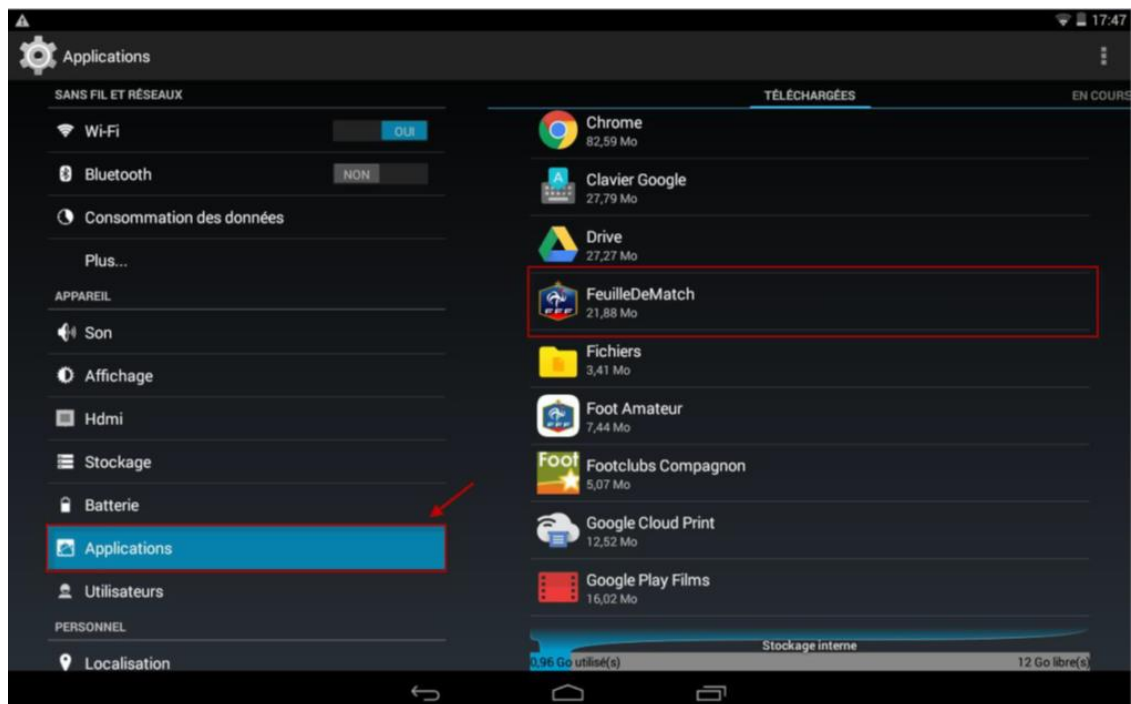 17:47
Applications
SANS FIL ET RÉSEAUX
Wi-Fi
OUI
Bluetooth
NON
Consommation des données
Plus...
APPAREIL
Son
Affichage
Hdmi
Stockage
Batterie
Applications
Utilisateurs
PERSONNEL
Localisation
TÉLÉCHARGÉES
EN COURS
Chrome
82,59 Mo
A
Clavier Google
27,79 Mo
Drive
27,27 Mo
FFF
FeuilleDeMatch
21,88 Mo
Fichiers
3,41 Mo
FFF
Foot Amateur
7,44 Mo
Foot
Footclubs Compagnon
5,07 Mo
Google Cloud Print
12,52 Mo
Google Play Films
16,02 Mo
Stockage interne
0,96 Go utilisé(s)
12 Go libre(s)